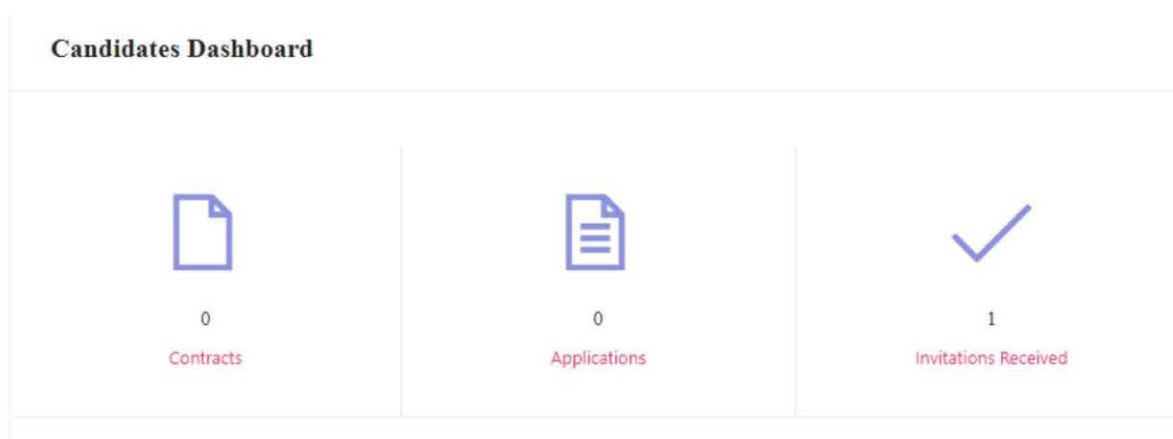 Candidates Dashboard
0
Contracts
0
Applications
1
Invitations Received